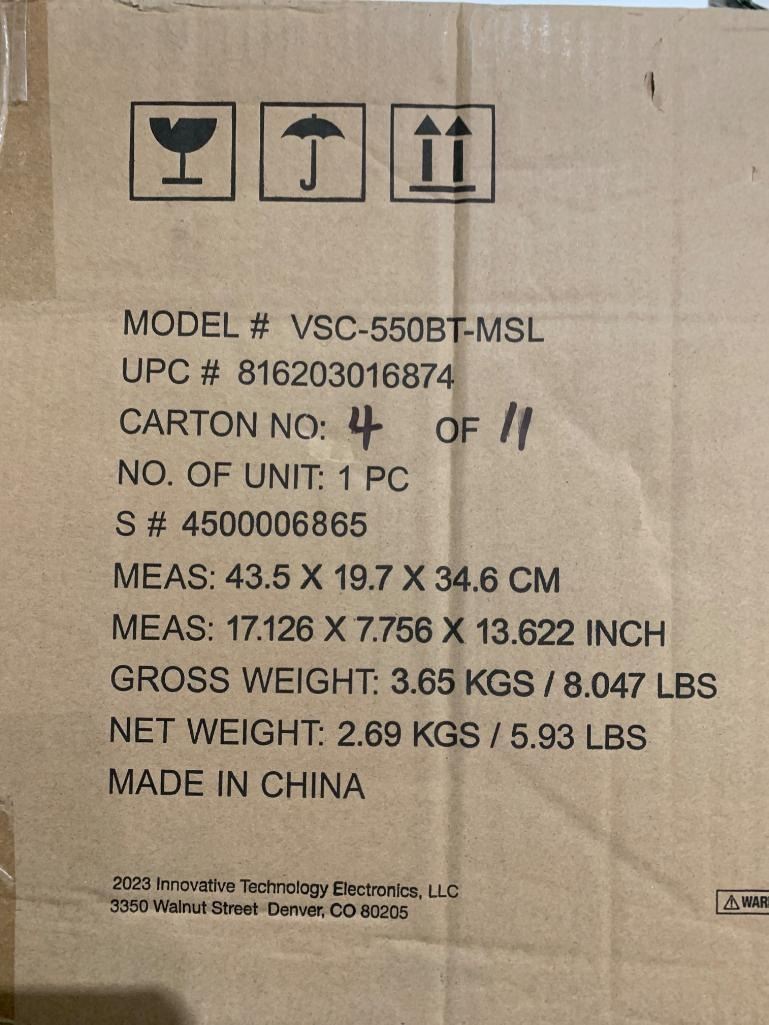 MODEL # VSC-550BT-MSL
UPC # 816203016874
CARTON NO: 4 OF 11
NO. OF UNIT: 1 PC
S # 4500006865
MEAS: 43.5 X 19.7 X 34.6 CM
MEAS: 17.126 X 7.756 X 13.622 INCH
GROSS WEIGHT: 3.65 KGS / 8.047 LBS
NET WEIGHT: 2.69 KGS / 5.93 LBS
MADE IN CHINA
2023 Innovative Technology Electronics, LLC
3350 Walnut Street Denver, CO 80205